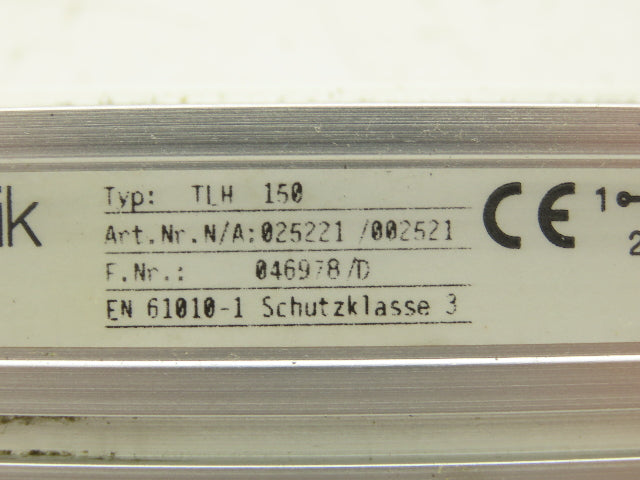 ik
Typ: TLH 150
Art.Nr.N/A:025221 /002521
F.Nr.: 046978/D
EN 61010-1 Schutzklasse 3
CE
1
2